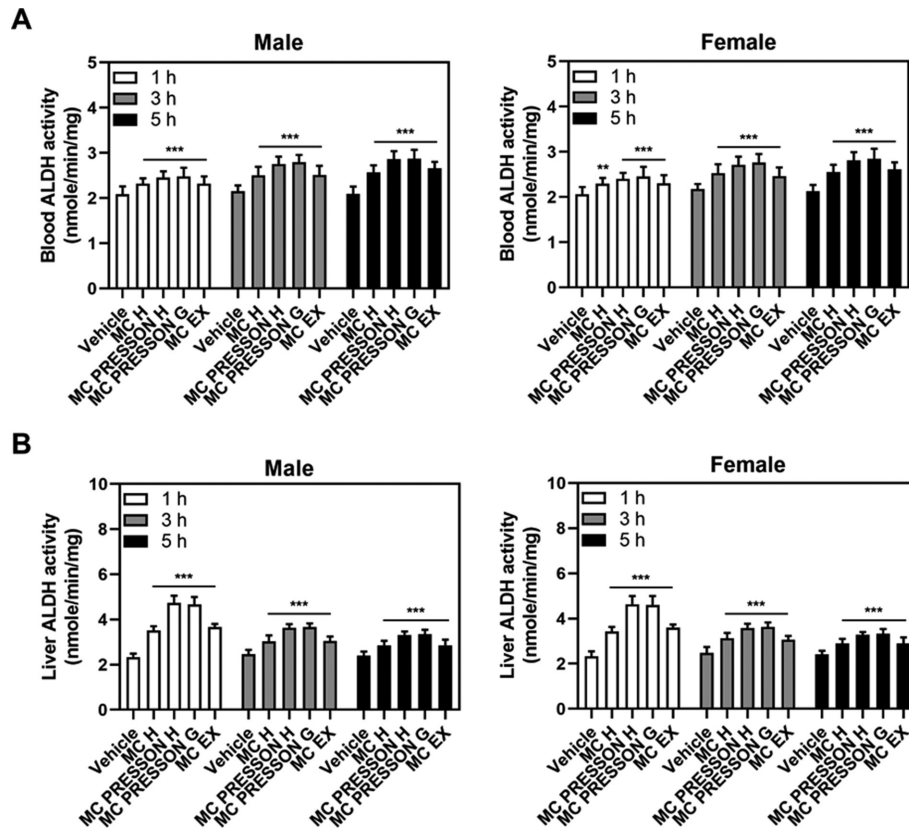 A
Male
Blood ALDH activity
(nmole/min/mg)
5
4
3
2
1
0
1 h
3 h
5 h
***
***
***
Vehicle
MC H
MC PRESSON H
MC PRESSON G
MC EX
Vehicle
MC H
MC PRESSON H
MC PRESSON G
MC EX
Vehicle
MC H
MC PRESSON H
MC PRESSON G
MC EX
Female
Blood ALDH activity
(nmole/min/mg)
5
4
3
2
1
0
1 h
3 h
5 h
**
***
***
***
Vehicle
MC H
MC PRESSON H
MC PRESSON G
MC EX
Vehicle
MC H
MC PRESSON H
MC PRESSON G
MC EX
Vehicle
MC H
MC PRESSON H
MC PRESSON G
MC EX
B
Male
Liver ALDH activity
(nmole/min/mg)
10
8
6
4
2
0
1 h
3 h
5 h
***
***
***
Vehicle
MC H
MC PRESSON H
MC PRESSON G
MC EX
Vehicle
MC H
MC PRESSON H
MC PRESSON G
MC EX
Vehicle
MC H
MC PRESSON H
MC PRESSON G
MC EX
Female
Liver ALDH activity
(nmole/min/mg)
10
8
6
4
2
0
1 h
3 h
5 h
***
***
***
Vehicle
MC H
MC PRESSON H
MC PRESSON G
MC EX
Vehicle
MC H
MC PRESSON H
MC PRESSON G
MC EX
Vehicle
MC H
MC PRESSON H
MC PRESSON G
MC EX